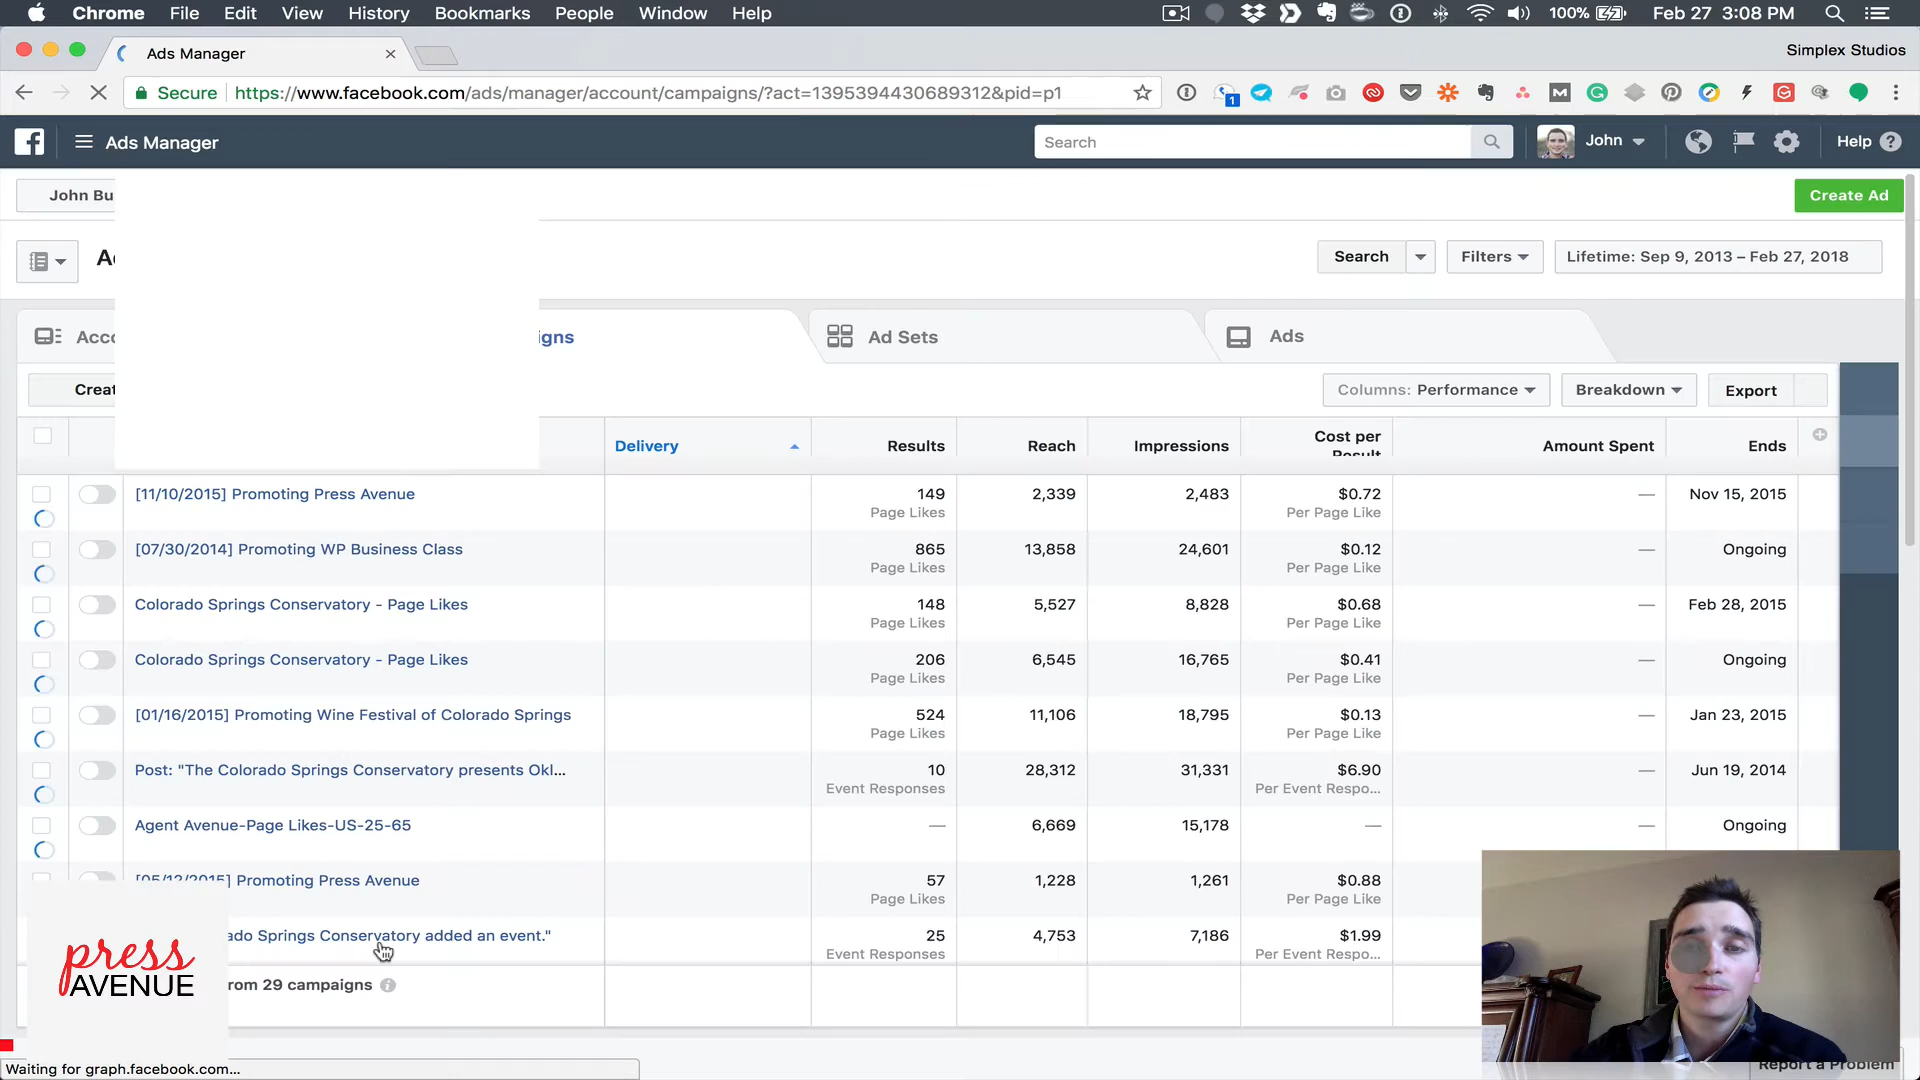 Chrome File Edit View History Bookmarks People Window Help 100% Feb 27 3:08 PM
Ads Manager Simplex Studios
Secure https://www.facebook.com/ads/manager/account/campaigns/?act=1395394430689312&pid=p1 1
Ads Manager Search John Help
John Bu Create Ad
Search Filters Lifetime: Sep 9, 2013 – Feb 27, 2018
Acco igns Ad Sets Ads
Creat Columns: Performance Breakdown Export
Delivery Results Reach Impressions Cost per Result Amount Spent Ends
[11/10/2015] Promoting Press Avenue 149 2,339 2,483 $0.72 — Nov 15, 2015
Page Likes Per Page Like
[07/30/2014] Promoting WP Business Class 865 13,858 24,601 $0.12 — Ongoing
Page Likes Per Page Like
Colorado Springs Conservatory - Page Likes 148 5,527 8,828 $0.68 — Feb 28, 2015
Page Likes Per Page Like
Colorado Springs Conservatory - Page Likes 206 6,545 16,765 $0.41 — Ongoing
Page Likes Per Page Like
[01/16/2015] Promoting Wine Festival of Colorado Springs 524 11,106 18,795 $0.13 — Jan 23, 2015
Page Likes Per Page Like
Post: "The Colorado Springs Conservatory presents Okl... 10 28,312 31,331 $6.90 — Jun 19, 2014
Event Responses Per Event Respo...
Agent Avenue-Page Likes-US-25-65 — 6,669 15,178 — — Ongoing
[05/12/2015] Promoting Press Avenue 57 1,228 1,261 $0.88
Page Likes Per Page Like
ado Springs Conservatory added an event." 25 4,753 7,186 $1.99
Event Responses Per Event Respo...
press
AVENUE
rom 29 campaigns
Waiting for graph.facebook.com...
Report a Problem